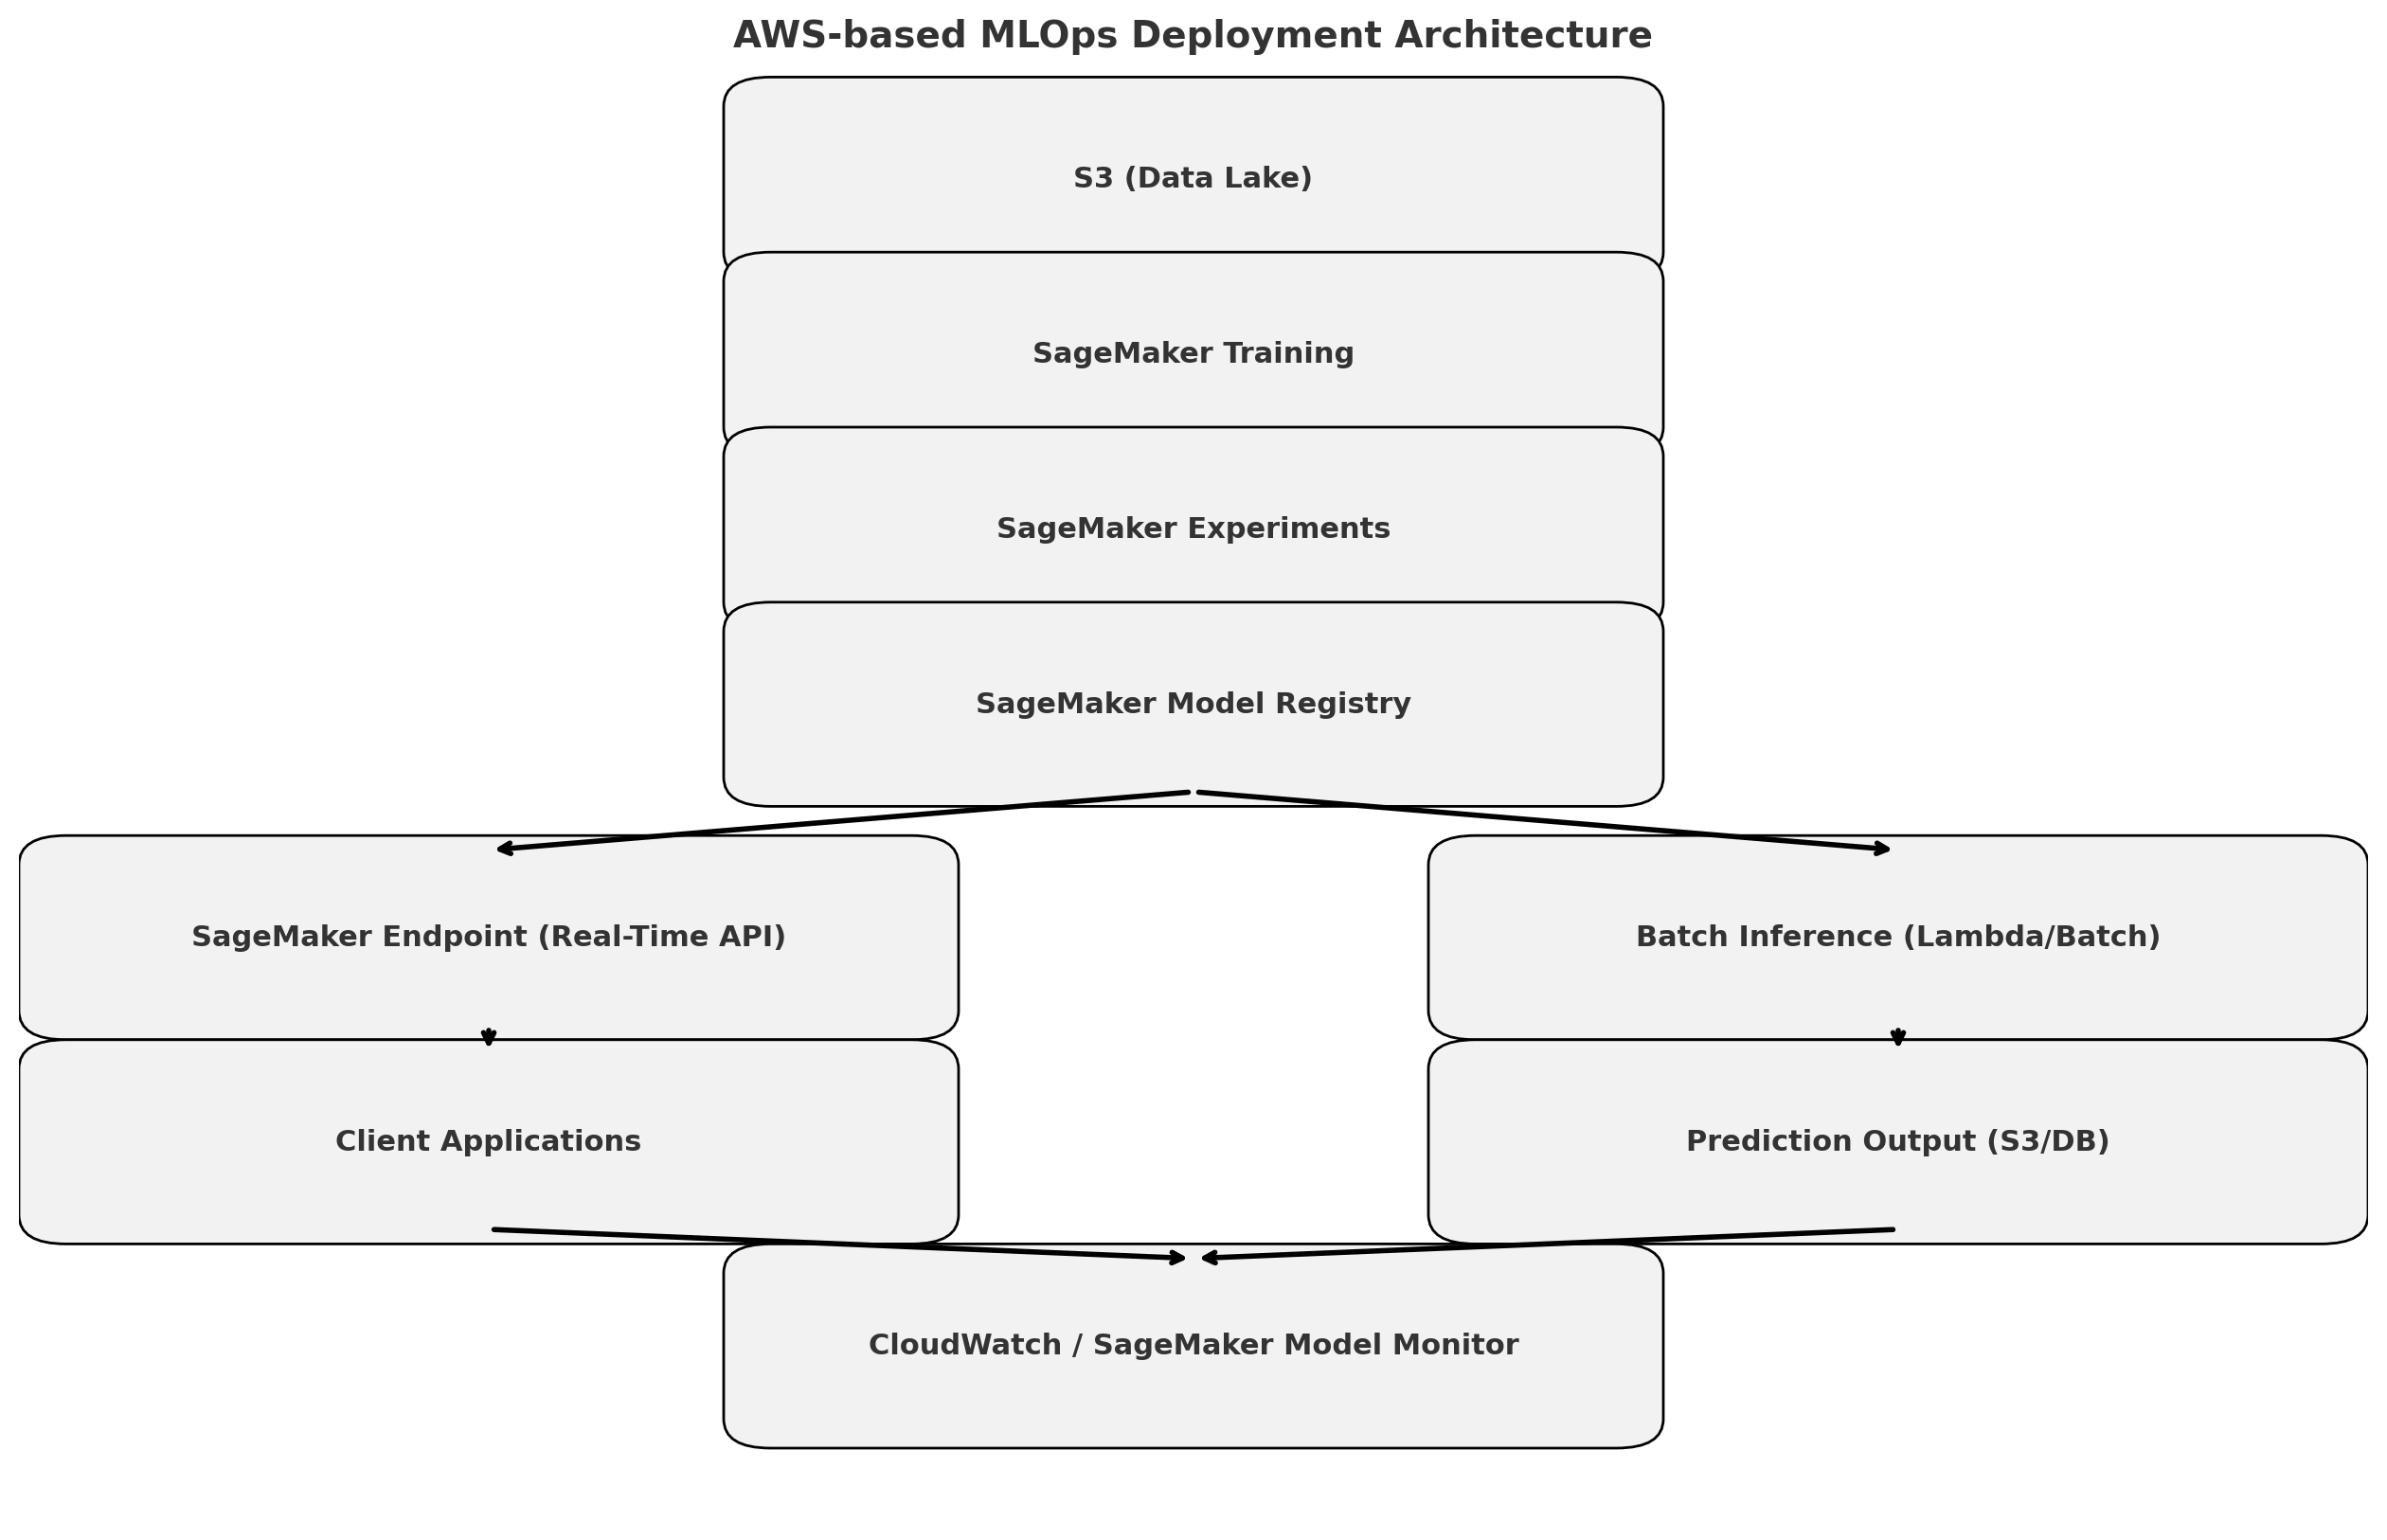 AWS-based MLOps Deployment Architecture
S3 (Data Lake)
SageMaker Training
SageMaker Experiments
SageMaker Model Registry
SageMaker Endpoint (Real-Time API)
Batch Inference (Lambda/Batch)
Client Applications
Prediction Output (S3/DB)
CloudWatch / SageMaker Model Monitor